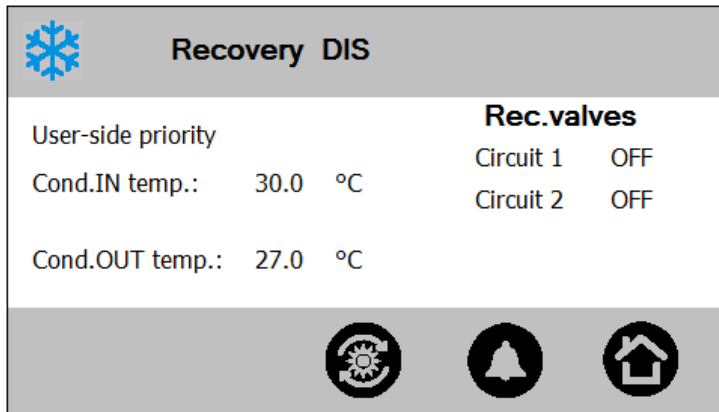 Recovery DIS
User-side priority
Cond.IN temp.: 30.0 °C
Cond.OUT temp.: 27.0 °C
Rec.valves
Circuit 1 OFF
Circuit 2 OFF